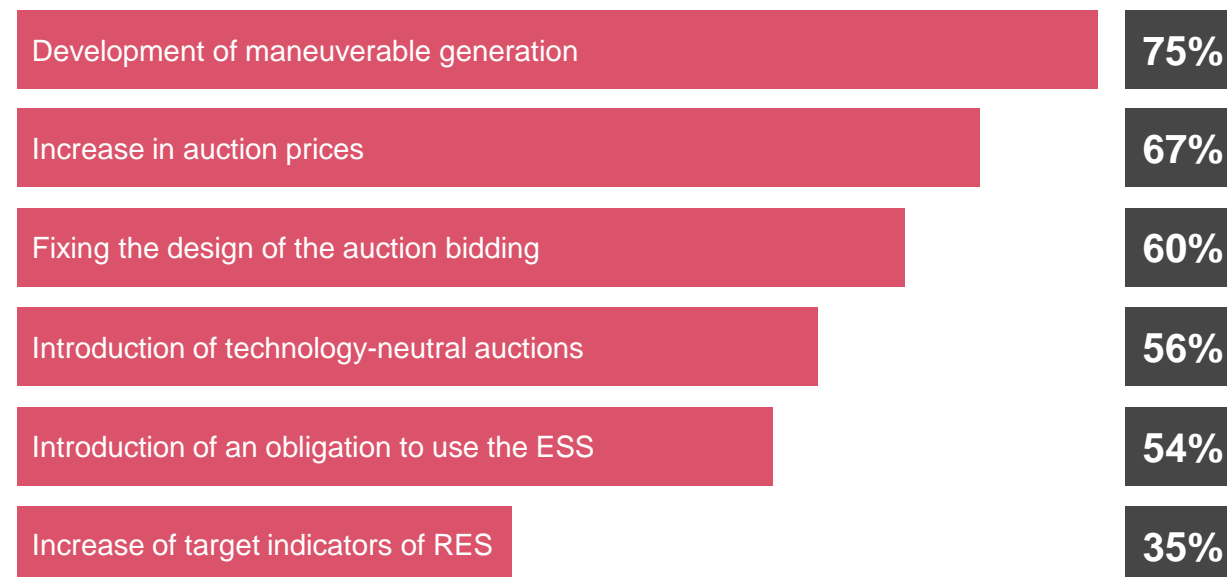 Development of maneuverable generation 75%
Increase in auction prices 67%
Fixing the design of the auction bidding 60%
Introduction of technology-neutral auctions 56%
Introduction of an obligation to use the ESS 54%
Increase of target indicators of RES 35%